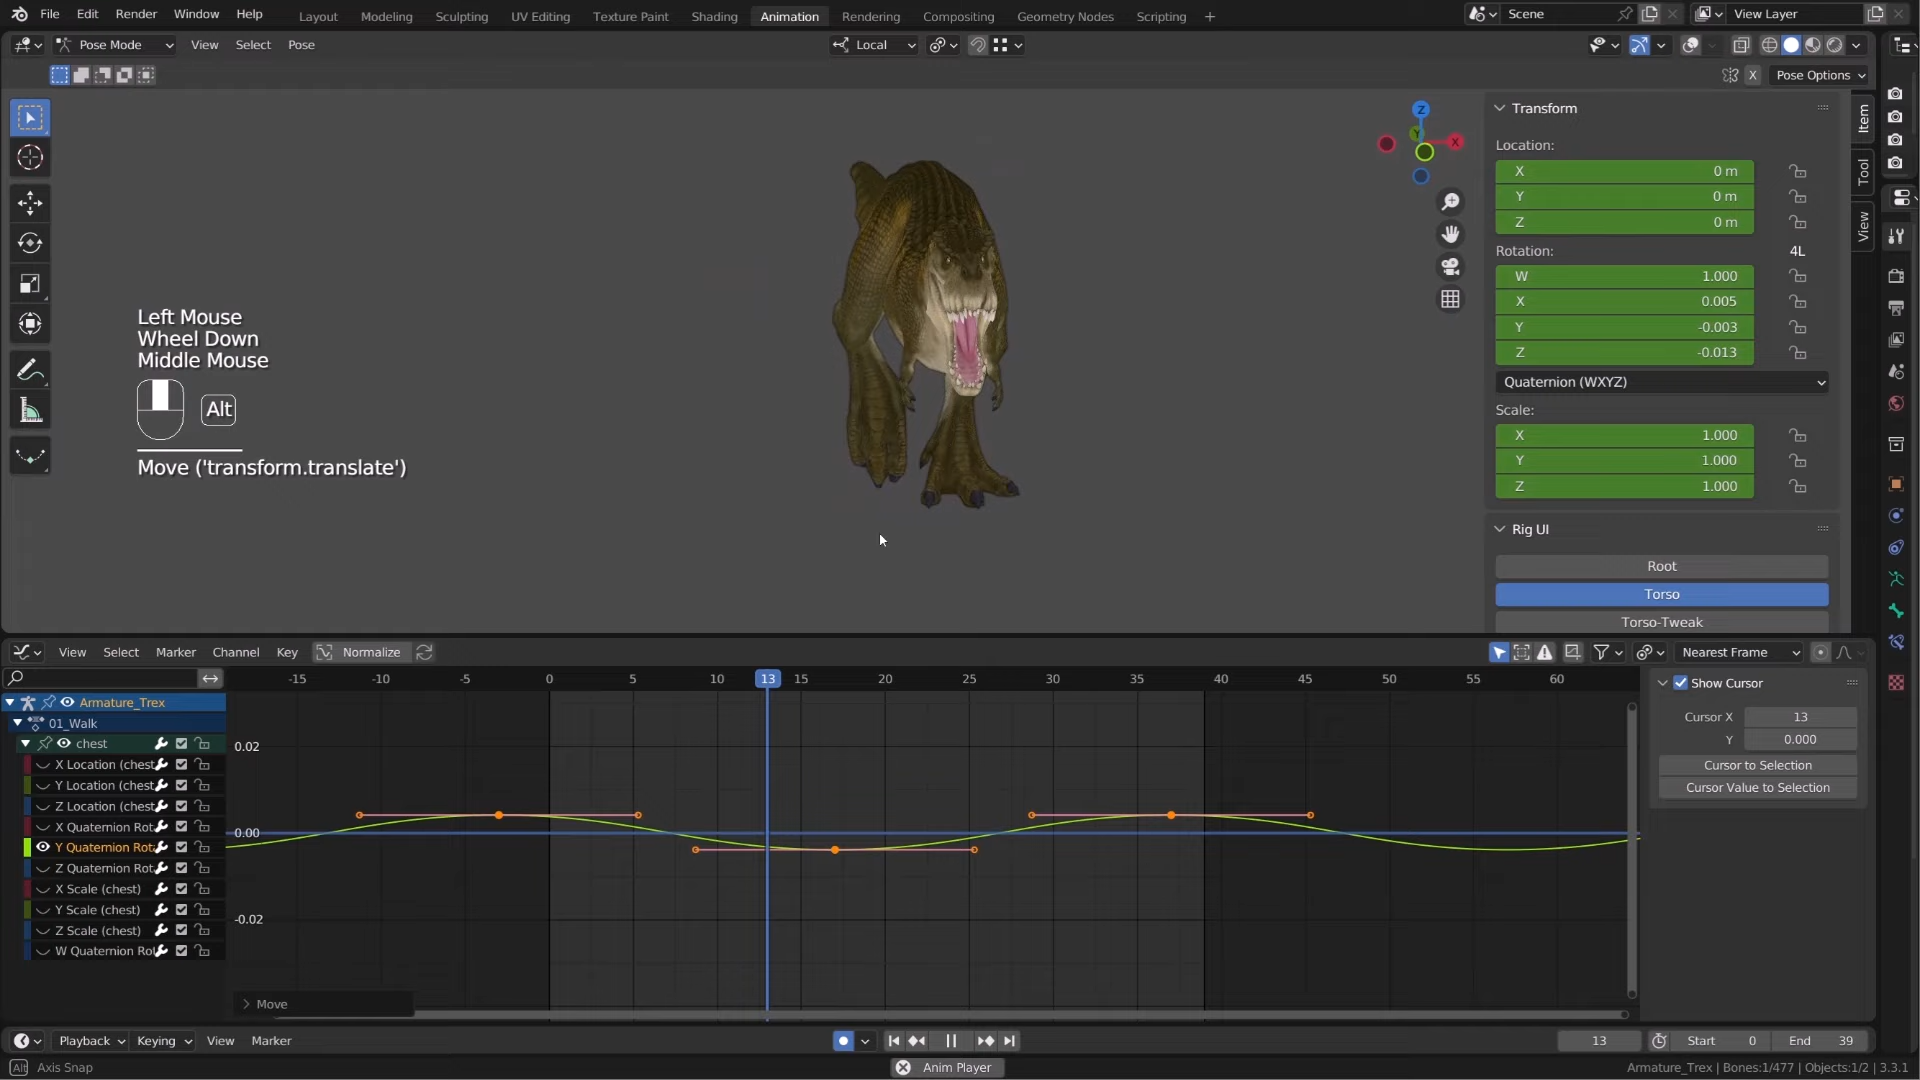 File Edit Render Window Help Layout Modeling Sculpting UV Editing Texture Paint Shading Animation Rendering Compositing Geometry Nodes Scripting + Scene View Layer
Pose Mode View Select Pose Local
X Pose Options
Z
Y
X
Transform
Location:
X 0 m
Y 0 m
Z 0 m
Rotation: 4L
W 1.000
X 0.005
Y -0.003
Z -0.013
Quaternion (WXYZ)
Scale:
X 1.000
Y 1.000
Z 1.000
Rig UI
Root
Torso
Torso-Tweak
Item
Tool
View
Left Mouse
Wheel Down
Middle Mouse
Alt
Move ('transform.translate')
View Select Marker Channel Key Normalize Nearest Frame
-15 -10 -5 0 5 10 13 15 20 25 30 35 40 45 50 55 60
Armature_Trex
01_Walk
chest
X Location (chest
Y Location (chest
Z Location (chest
X Quaternion Rot
Y Quaternion Rot
Z Quaternion Rot
X Scale (chest)
Y Scale (chest)
Z Scale (chest)
W Quaternion Rot
0.02
0.00
-0.02
Move
Show Cursor
Cursor X 13
Y 0.000
Cursor to Selection
Cursor Value to Selection
Playback Keying View Marker 13 Start 0 End 39
Alt Axis Snap Anim Player Armature_Trex | Bones:1/477 | Objects:1/2 | 3.3.1